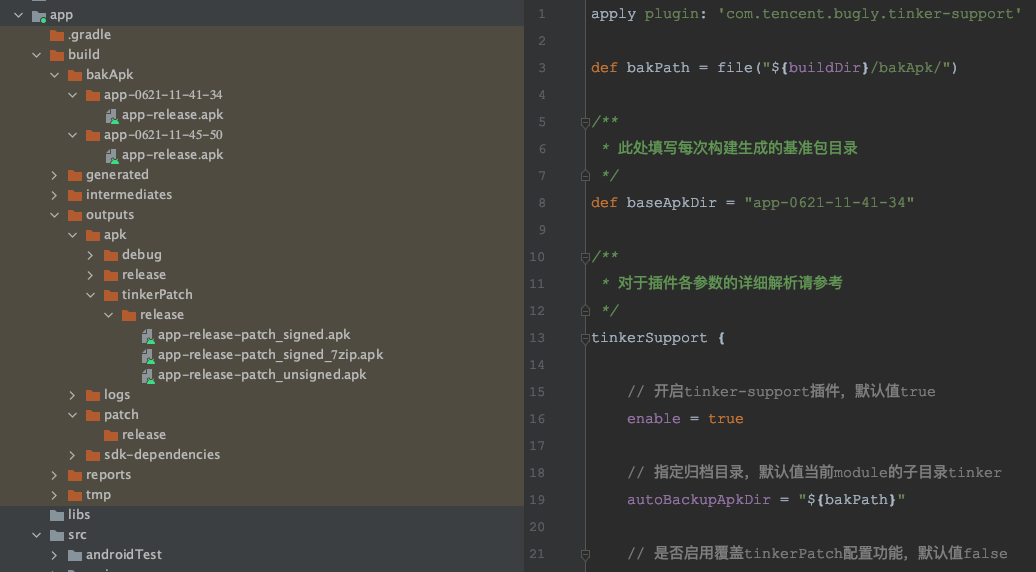 app
.gradle
build
bakApk
app-0621-11-41-34
app-release.apk
app-0621-11-45-50
app-release.apk
generated
intermediates
outputs
apk
debug
release
tinkerPatch
release
app-release-patch_signed.apk
app-release-patch_signed_7zip.apk
app-release-patch_unsigned.apk
logs
patch
release
sdk-dependencies
reports
tmp
libs
src
androidTest
1 apply plugin: 'com.tencent.bugly.tinker-support'
2
3 def bakPath = file("${buildDir}/bakApk/")
4
5 /**
6 * 此处填写每次构建生成的基准包目录
7 */
8 def baseApkDir = "app-0621-11-41-34"
9
10 /**
11 * 对于插件各参数的详细解析请参考
12 */
13 tinkerSupport {
14
15 // 开启tinker-support插件，默认值true
16 enable = true
17
18 // 指定归档目录，默认值当前module的子目录tinker
19 autoBackupApkDir = "${bakPath}"
20
21 // 是否启用覆盖tinkerPatch配置功能，默认值false